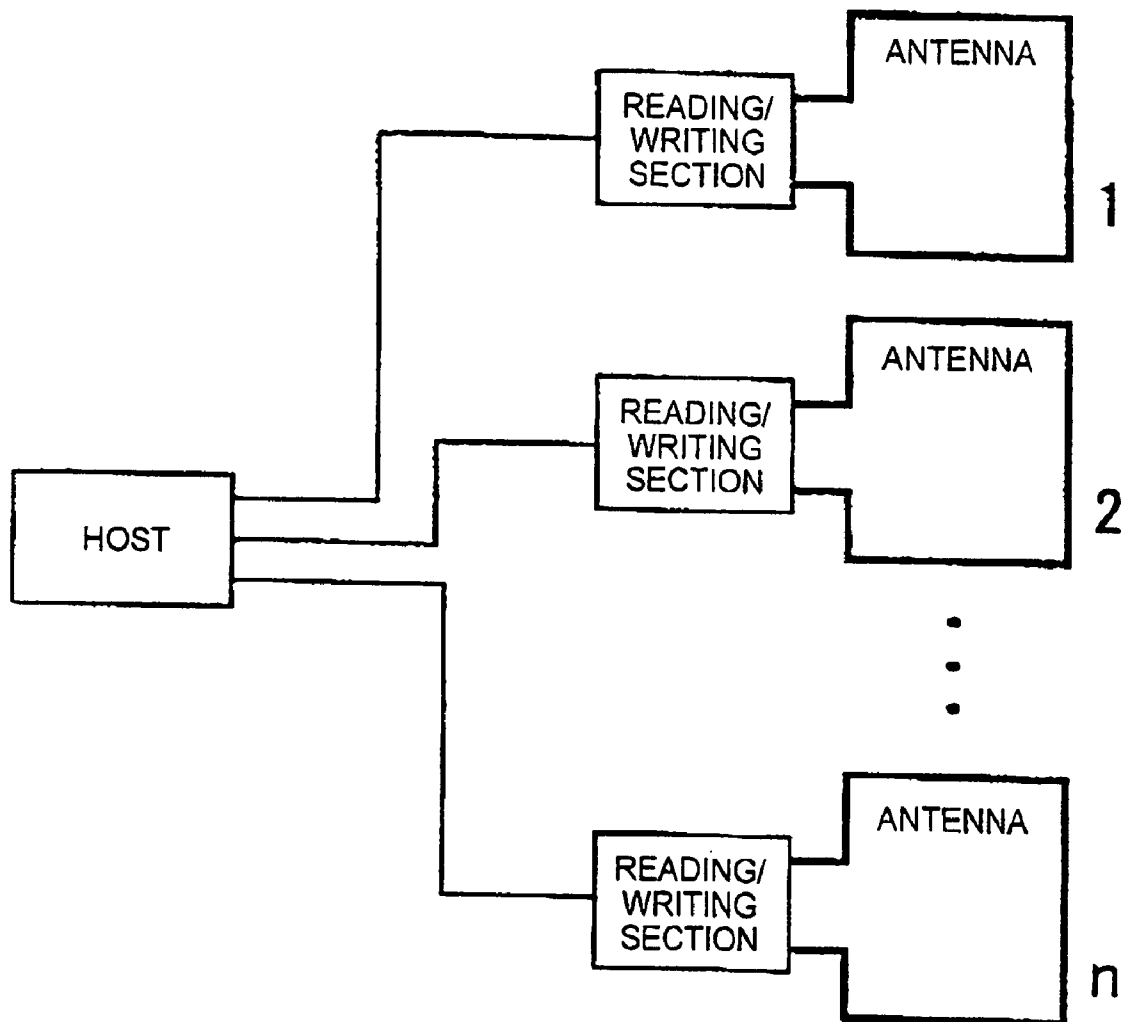 ANTENNA
READING/
WRITING
SECTION
1
ANTENNA
READING/
WRITING
SECTION
2
HOST
ANTENNA
READING/
WRITING
SECTION
n